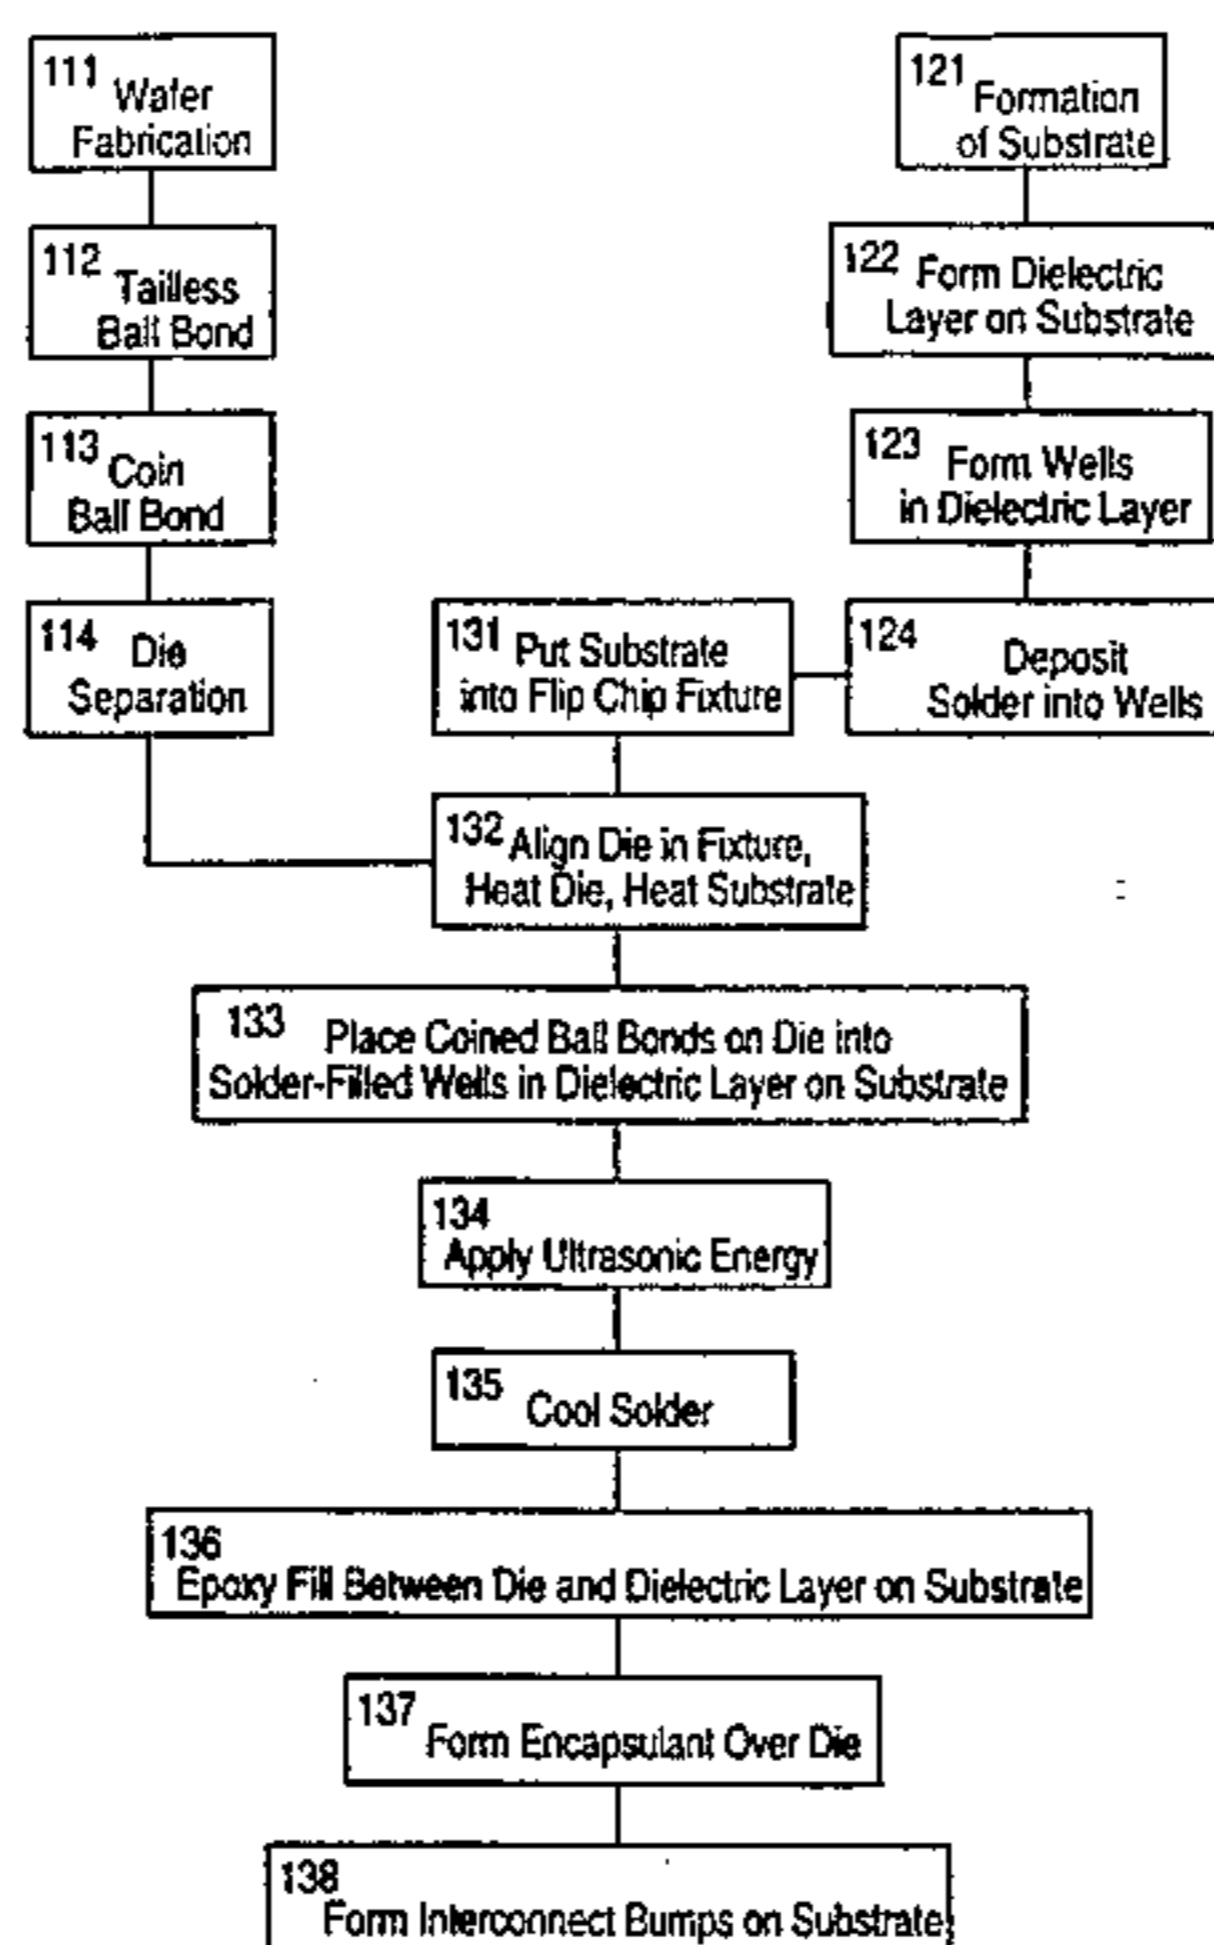 111 Wafer
Fabrication
112 Tailless
Ball Bond
113 Coin
Ball Bond
114 Die
Separation
121 Formation
of Substrate
122 Form Dielectric
Layer on Substrate
123 Form Wells
in Dielectric Layer
124 Deposit
Solder into Wells
131 Put Substrate
into Flip Chip Fixture
132 Align Die in Fixture,
Heat Die, Heat Substrate
133 Place Coined Ball Bonds on Die into
Solder-Filled Wells in Dielectric Layer on Substrate
134
Apply Ultrasonic Energy
135 Cool Solder
136
Epoxy Fill Between Die and Dielectric Layer on Substrate
137
Form Encapsulant Over Die
138
Form Interconnect Bumps on Substrate